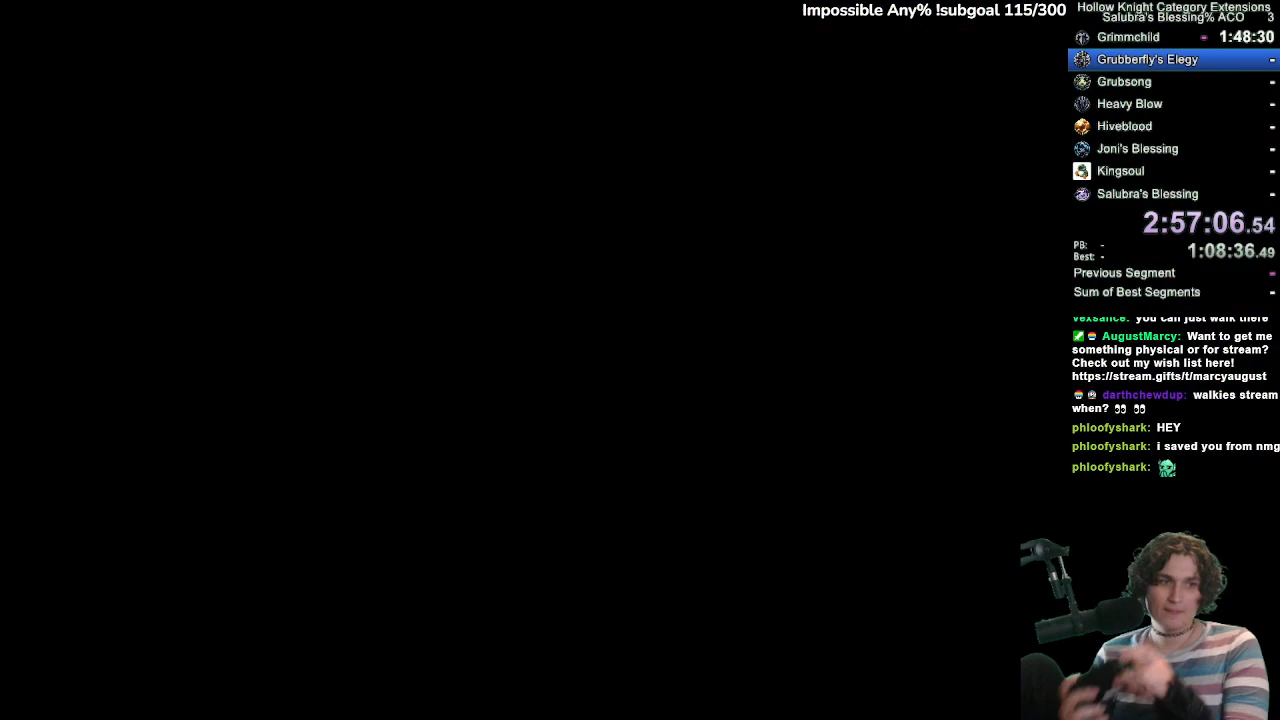 Impossible Any% !subgoal 115/300
Hollow Knight Category Extensions
Salubra's Blessing% ACO 3
Grimmchild - 1:48:30
Grubberfly's Elegy -
Grubsong -
Heavy Blow -
Hiveblood -
Joni's Blessing -
Kingsoul -
Salubra's Blessing -
2:57:06.54
PB: - 1:08:36.49
Best: -
Previous Segment -
Sum of Best Segments -
vexsance: you can just walk there
AugustMarcy: Want to get me
something physical or for stream?
Check out my wish list here!
https://stream.gifts/t/marcyaugust
darthchewdup: walkies stream
when? 👀 👀
phloofyshark: HEY
phloofyshark: i saved you from nmg
phloofyshark: